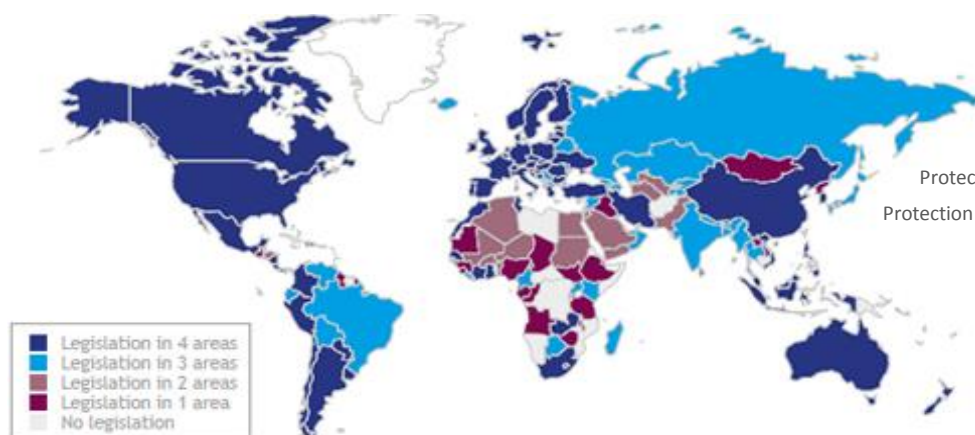 Protec
Protection
Legislation in 4 areas
Legislation in 3 areas
Legislation in 2 areas
Legislation in 1 area
No legislation